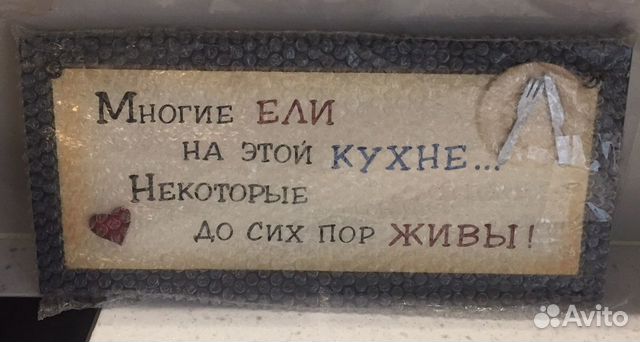 Многие ЕЛИ
на этой КУХНЕ...
Некоторые
до сих пор ЖИВЫ!
Avito